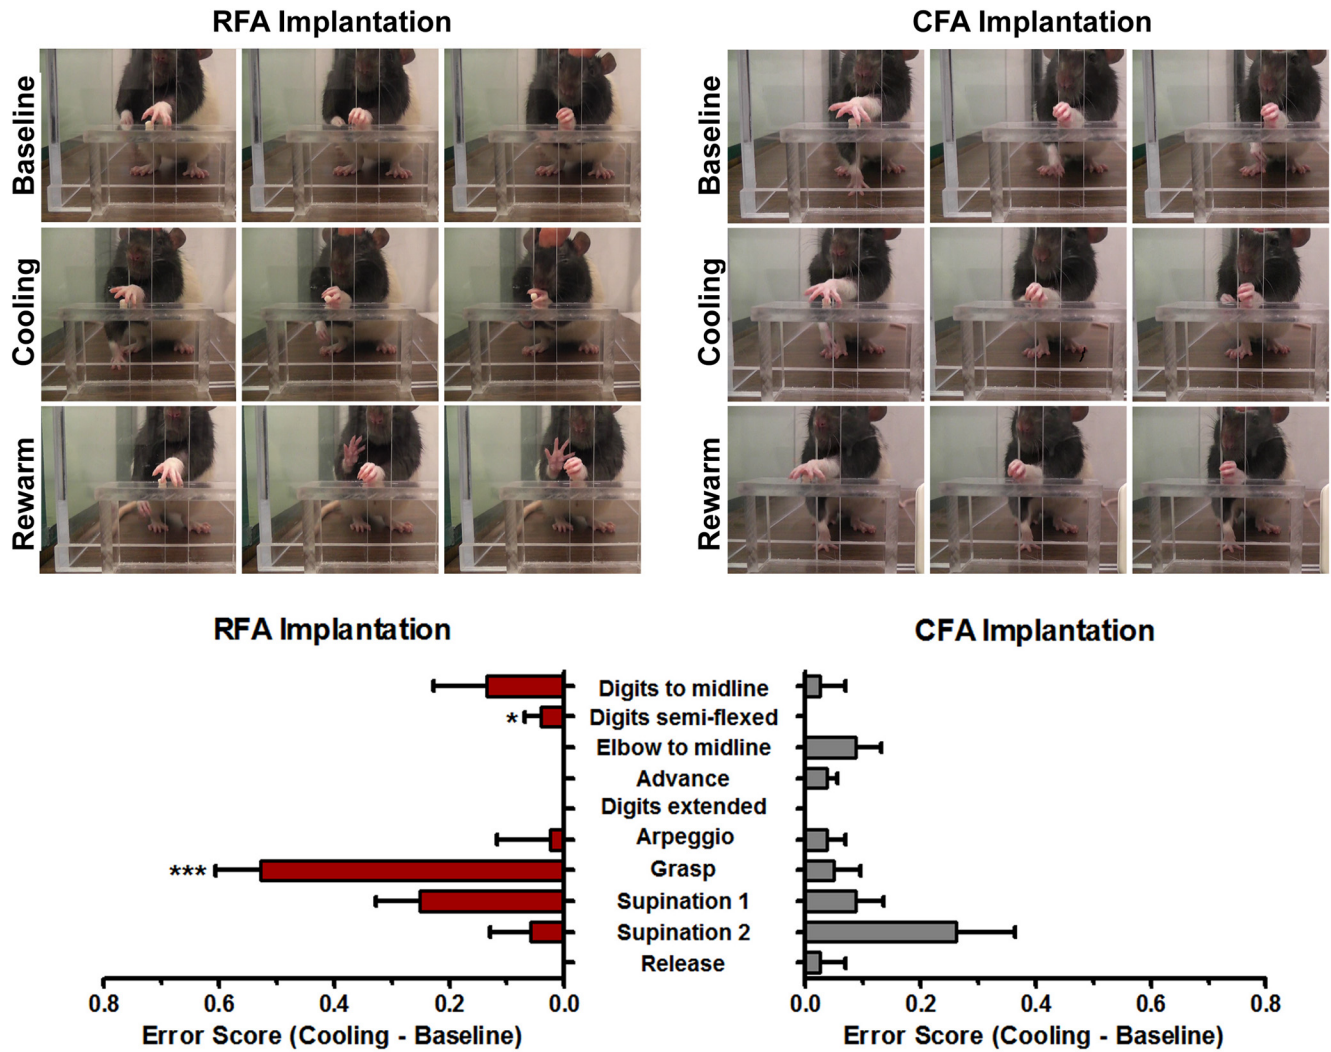 RFA Implantation
CFA Implantation
Baseline
Cooling
Rewarm
Baseline
Cooling
Rewarm
RFA Implantation
CFA Implantation
Digits to midline
* Digits semi-flexed
Elbow to midline
Advance
Digits extended
Arpeggio
*** Grasp
Supination 1
Supination 2
Release
0.8 0.6 0.4 0.2 0.0
0.0 0.2 0.4 0.6 0.8
Error Score (Cooling - Baseline)
Error Score (Cooling - Baseline)